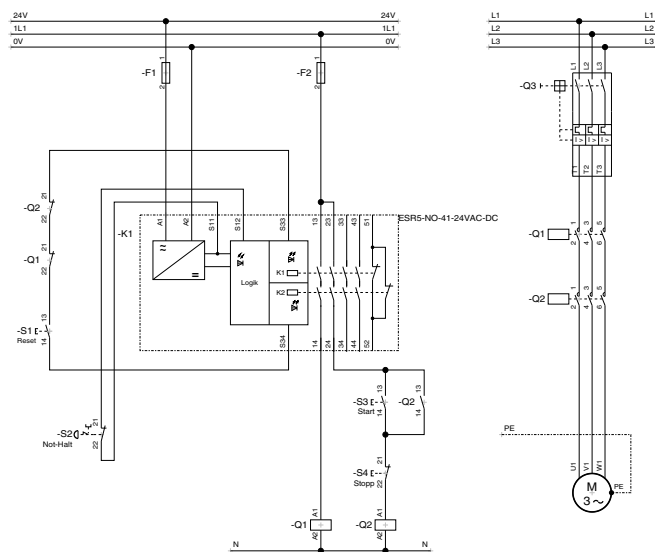 24V 24V
1L1 1L1
0V 0V
L1 L1
L2 L2
L3 L3
-F1 1 2
-F2 1 2
-Q3 L1 L2 L3
I> I> I>
T1 T2 T3
-Q2 21 22
-Q1 21 22
-S1 13 14
Reset
-S2 21 22
Not-Halt
ESR5-NO-41-24VAC-DC
-K1
A1 A2 S11 S12 S33 13 23 33 43 51
Logik
K1
K2
S34 14 24 34 44 52
-S3 13 14
Start
-Q2 13 14
-S4 21 22
Stopp
-Q1 A1 A2
-Q2 A1 A2
N N
-Q1 1 3 5
2 4 6
-Q2 1 3 5
2 4 6
PE
U1 V1 W1
M
3 ~
PE